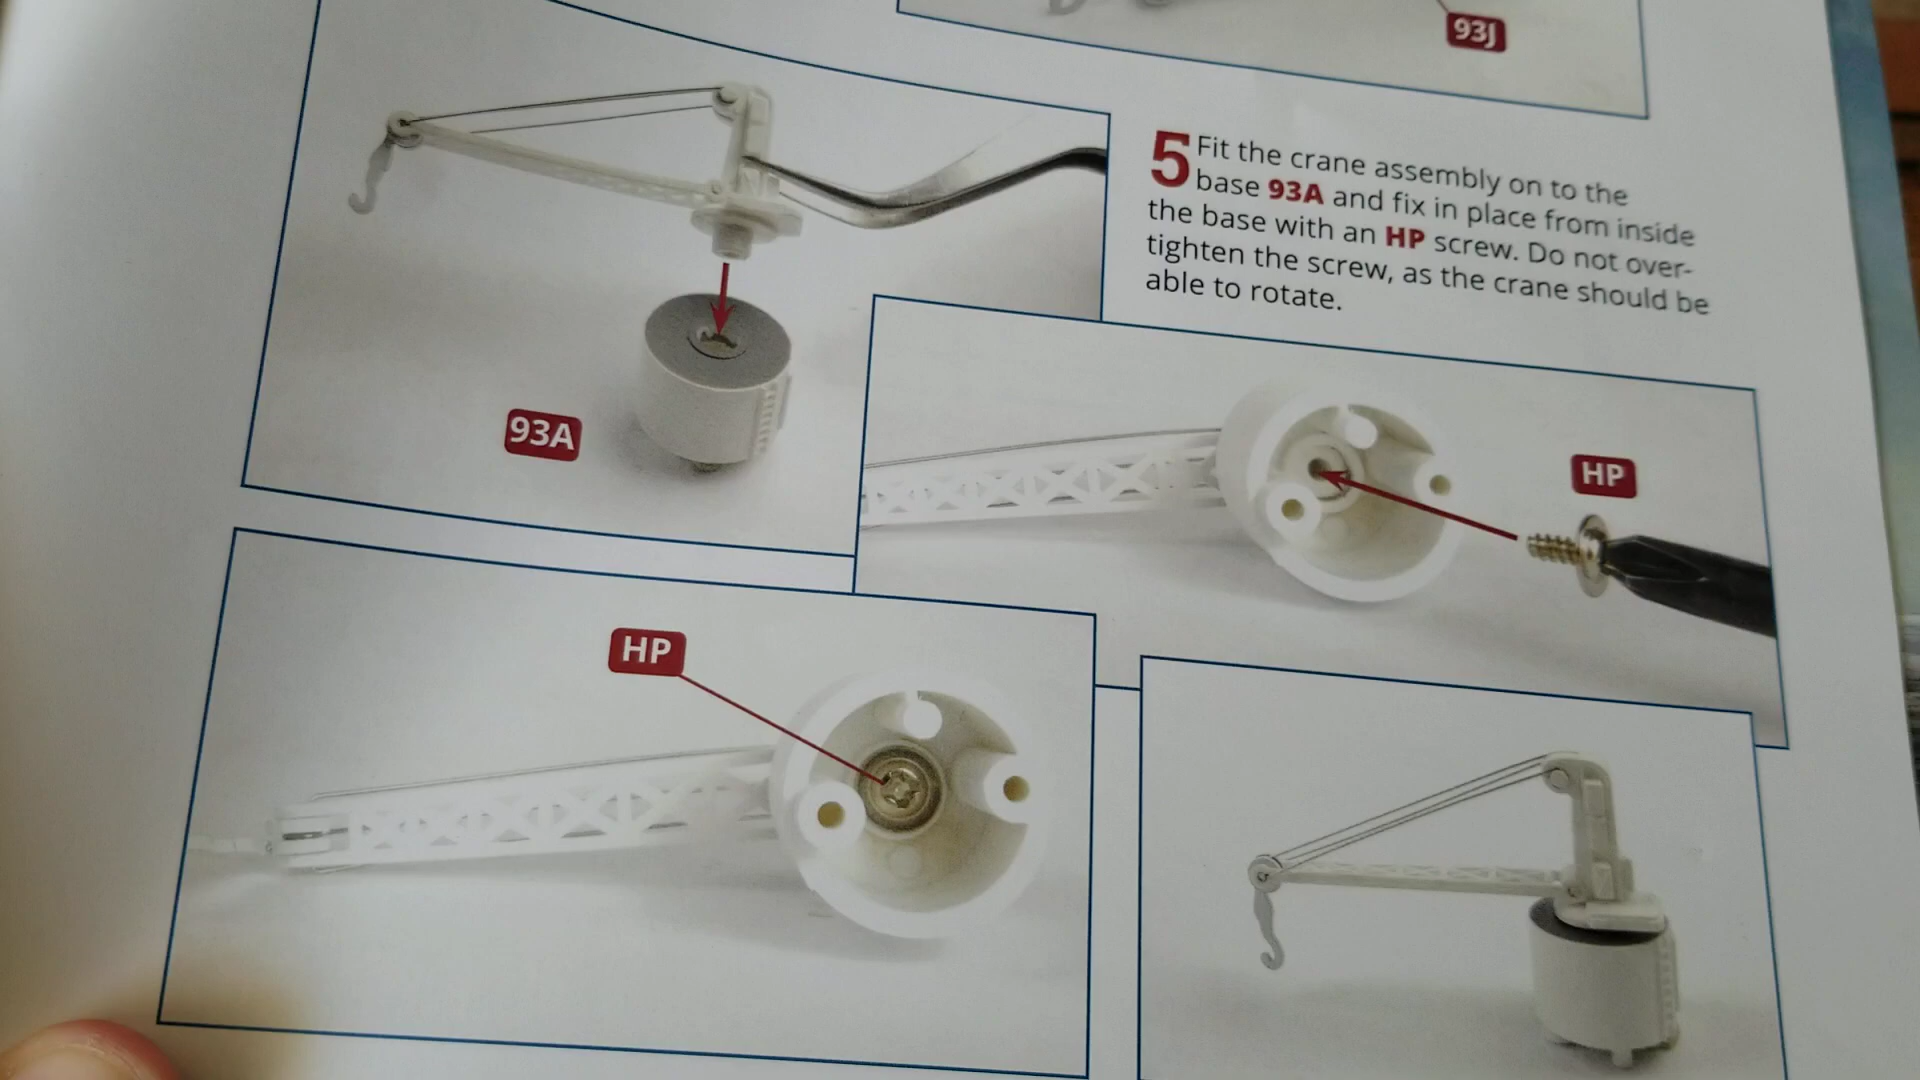 93J
5 Fit the crane assembly on to the
base 93A and fix in place from inside
the base with an HP screw. Do not over-
tighten the screw, as the crane should be
able to rotate.
93A
HP
HP